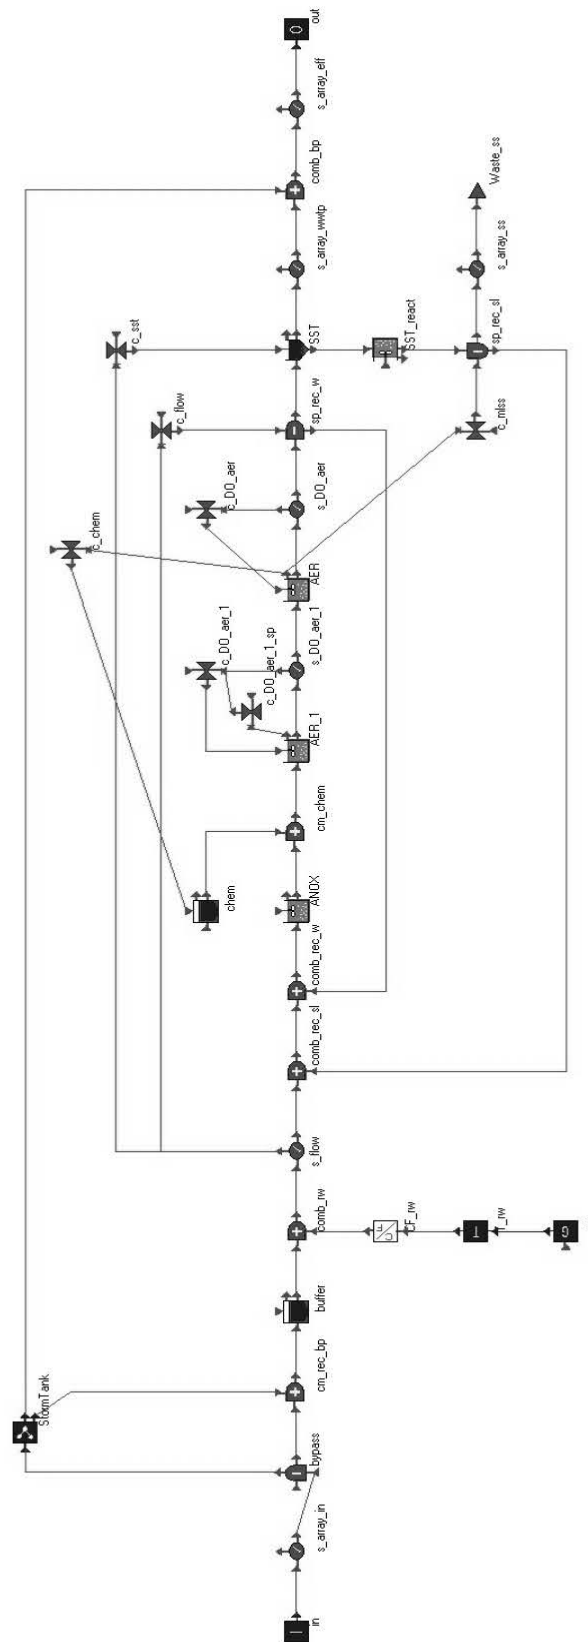 out
s_array_eff
comb_bp
s_array_wwtp
SST
sp_rec_w
s_DO_aer
AER
s_DO_aer_1
AER_1
cm_chem
ANOX
comb_rec_w
comb_rec_sl
s_flow
comb_rw
buffer
cm_rec_bp
bypass
s_array_in
in
StormTank
c_sst
c_flow
c_chem
c_DO_aer
c_DO_aer_1
c_DO_aer_1_sp
chem
Waste_ss
s_array_ss
sp_rec_sl
SST_react
c_mlss
CF_rw
C
F